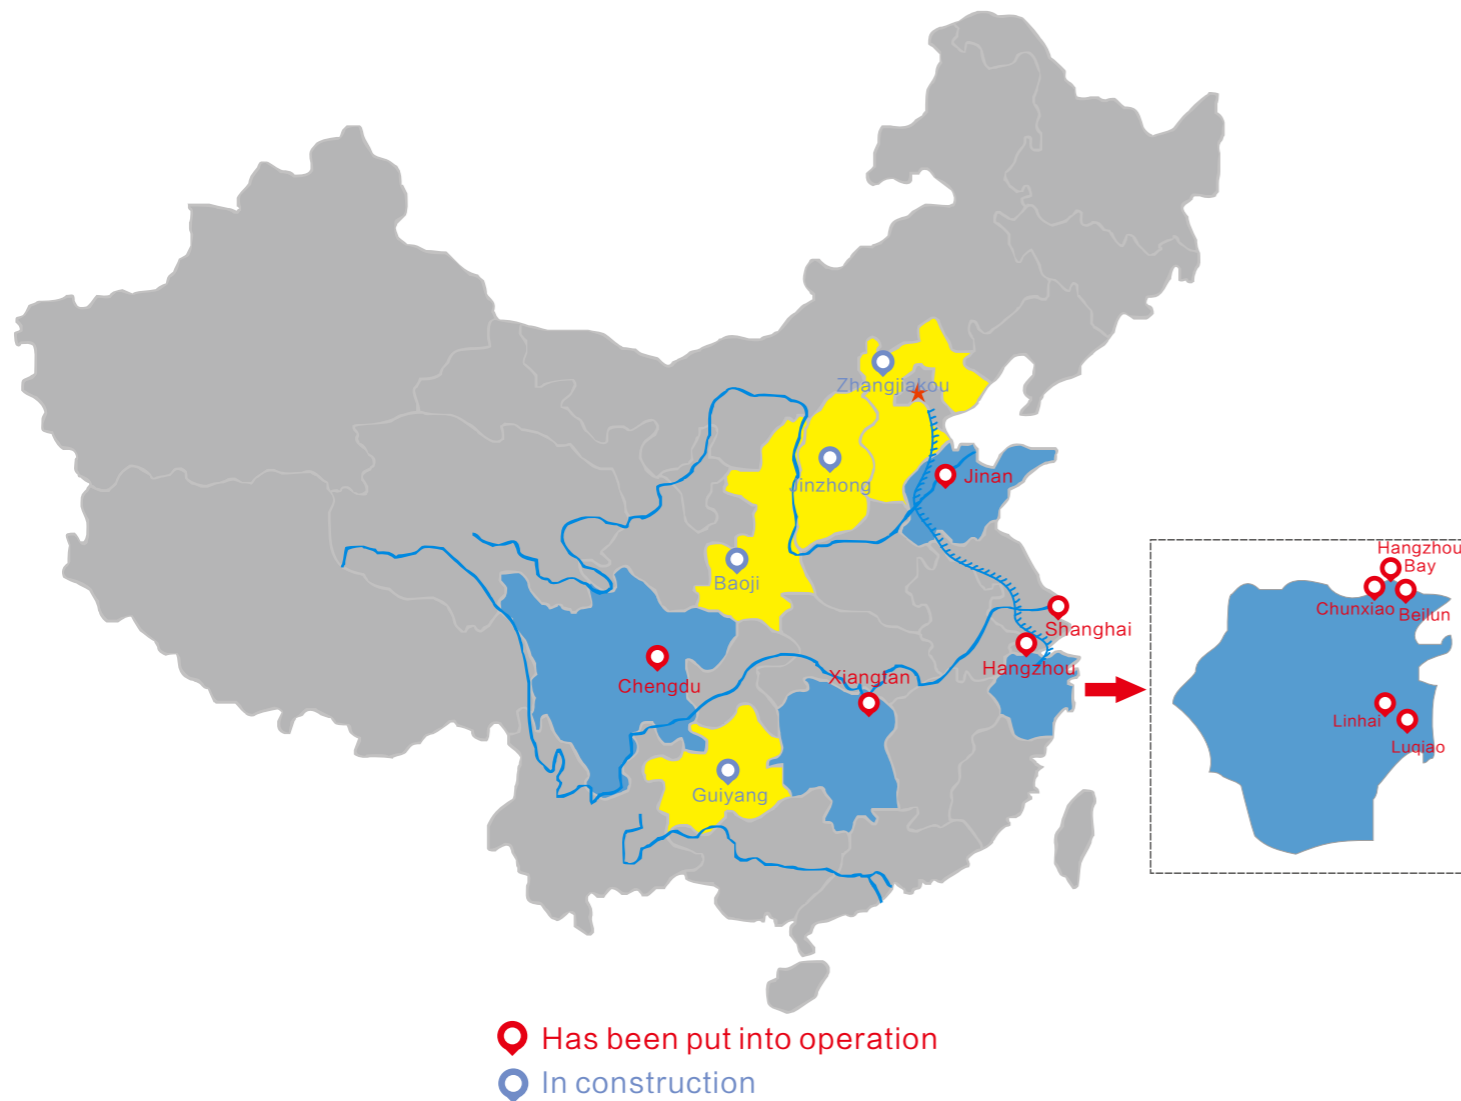 Zhangjiakou
Jinzhong
Jinan
Baoji
Shanghai
Hangzhou
Chengdu
Xiangtan
Guiyang
Hangzhou
Bay
Chunxiao
Beilun
Linhai
Luqiao
Has been put into operation
In construction